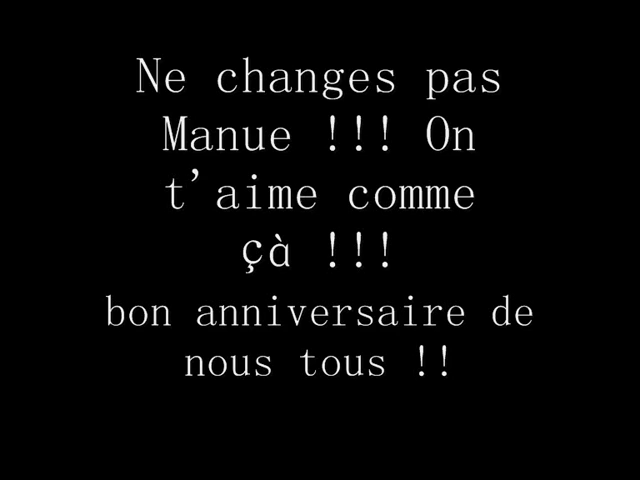 Ne changes pas
Manue !!! On
t'aime comme
çà !!!
bon anniversaire de
nous tous !!